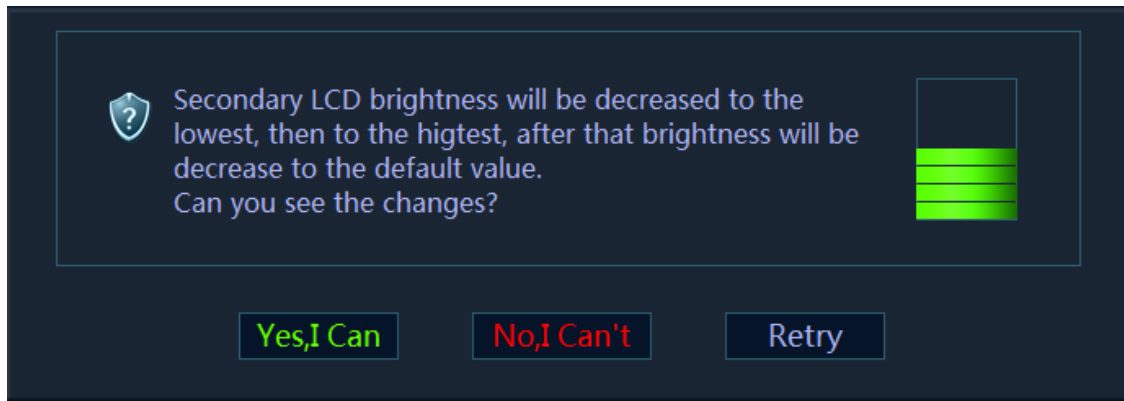 Secondary LCD brightness will be decreased to the
lowest, then to the higtest, after that brightness will be
decrease to the default value.
Can you see the changes?
Yes,I Can
No,I Can't
Retry